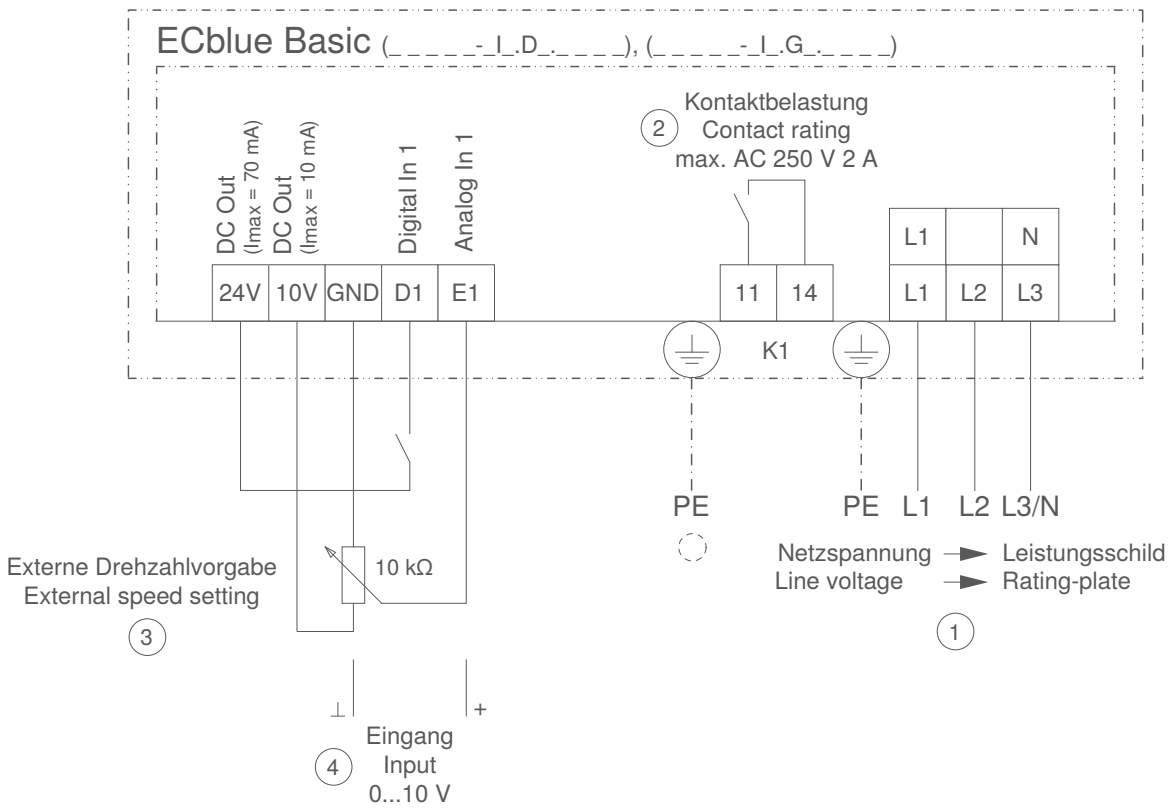 ECblue Basic (_ _ _ _ _-_I_.D_._ _ _ _), (_ _ _ _ _-_I_.G_._ _ _ _)
2
Kontaktbelastung
Contact rating
max. AC 250 V 2 A
DC Out
(Imax = 70 mA)
DC Out
(Imax = 10 mA)
Digital In 1
Analog In 1
L1 N
24V 10V GND D1 E1
11 14
L1 L2 L3
K1
PE
PE L1 L2 L3/N
Netzspannung Leistungsschild
Line voltage Rating-plate
1
Externe Drehzahlvorgabe
External speed setting
3
10 kΩ
⊥ +
4
Eingang
Input
0...10 V